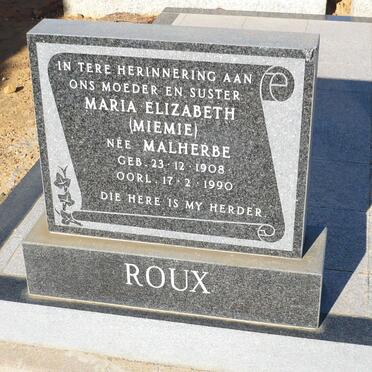 IN TERE HERINNERING AAN
ONS MOEDER EN SUSTER
MARIA ELIZABETH
(MIEMIE)
NÉE MALHERBE
GEB. 23-12-1908
OORL. 17-2-1990
DIE HERE IS MY HERDER.
ROUX